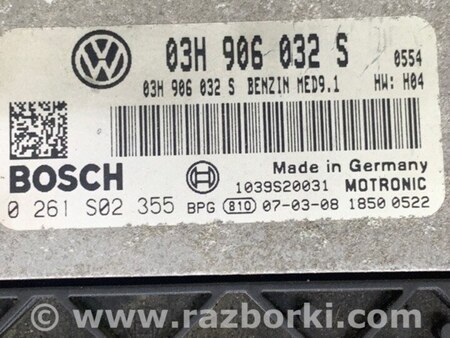 03H 906 032 S
0554
03H 906 032 S BENZIN MED9.1 HW: H04
BOSCH
Made in Germany
1039S20031 MOTRONIC
0 261 S02 355 BPG 810 07-03-08 1850 0522
www.razborki.com